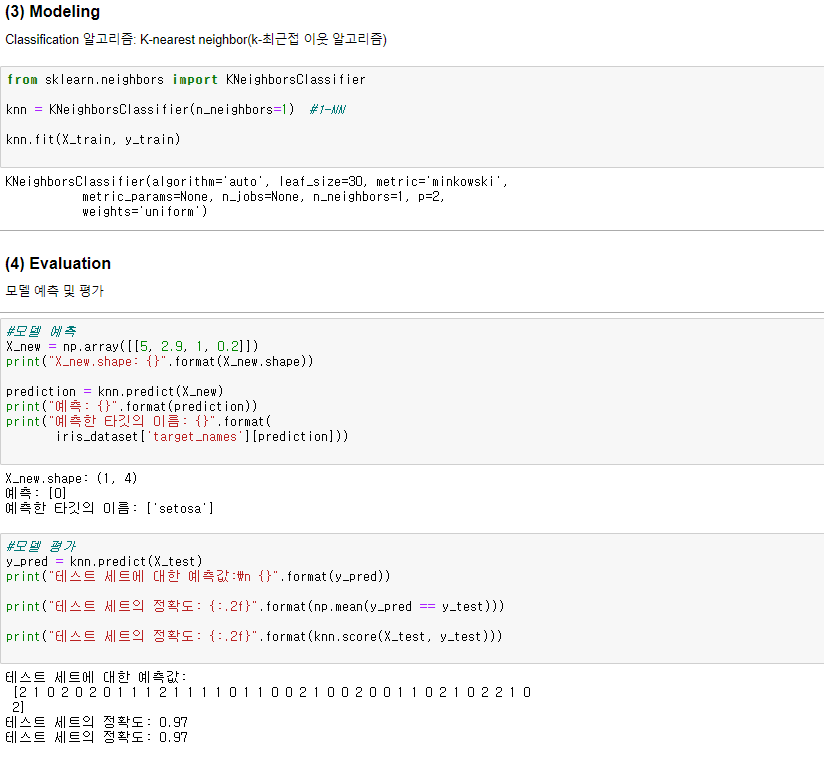 (3) Modeling
Classification 알고리즘: K-nearest neighbor(k-최근접 이웃 알고리즘)
from sklearn.neighbors import KNeighborsClassifier
knn = KNeighborsClassifier(n_neighbors=1)  #1-NN
knn.fit(X_train, y_train)
KNeighborsClassifier(algorithm='auto', leaf_size=30, metric='minkowski',
           metric_params=None, n_jobs=None, n_neighbors=1, p=2,
           weights='uniform')
(4) Evaluation
모델 예측 및 평가
#모델 예측
X_new = np.array([[5, 2.9, 1, 0.2]])
print("X_new.shape: {}".format(X_new.shape))
prediction = knn.predict(X_new)
print("예측: {}".format(prediction))
print("예측한 타깃의 이름: {}".format(
       iris_dataset['target_names'][prediction]))
X_new.shape: (1, 4)
예측: [0]
예측한 타깃의 이름: ['setosa']
#모델 평가
y_pred = knn.predict(X_test)
print("테스트 세트에 대한 예측값:₩n {}".format(y_pred))
print("테스트 세트의 정확도: {:.2f}".format(np.mean(y_pred == y_test)))
print("테스트 세트의 정확도: {:.2f}".format(knn.score(X_test, y_test)))
테스트 세트에 대한 예측값:
 [2 1 0 2 0 2 0 1 1 1 2 1 1 1 1 0 1 1 0 0 2 1 0 0 2 0 0 1 1 0 2 1 0 2 2 1 0
 2]
테스트 세트의 정확도: 0.97
테스트 세트의 정확도: 0.97